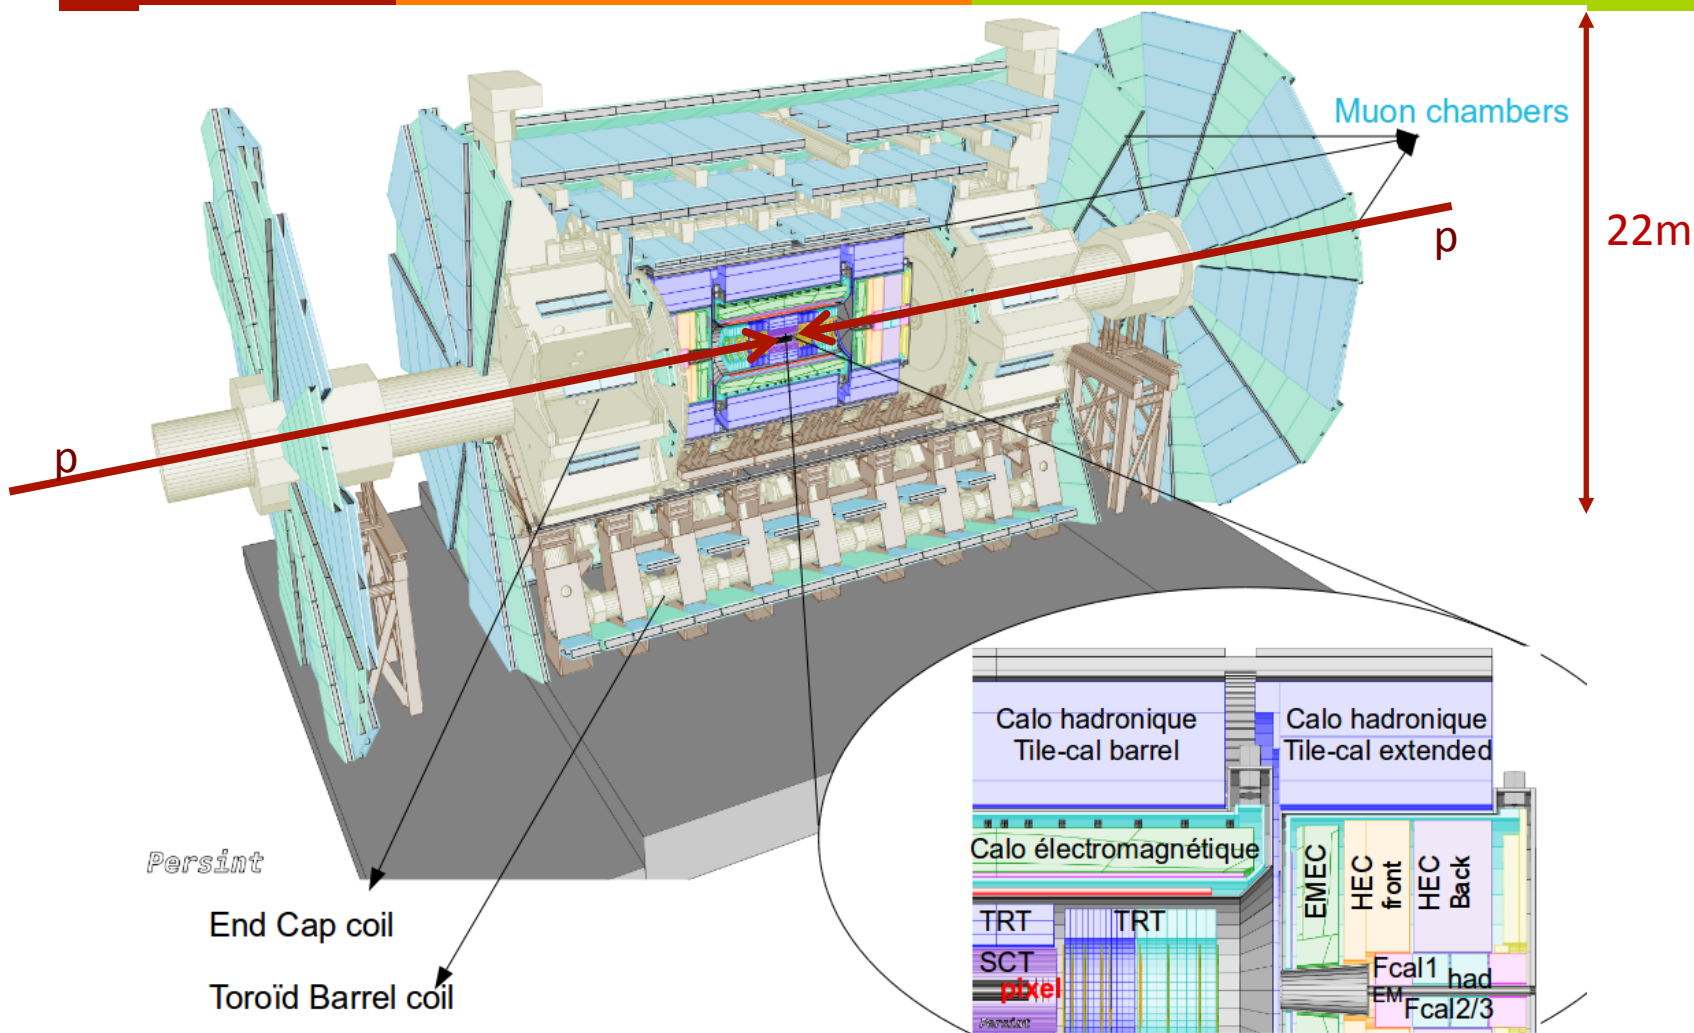 Muon chambers
22m
p
p
Persint
End Cap coil
Toroïd Barrel coil
Calo hadronique
Tile-cal barrel
Calo hadronique
Tile-cal extended
Calo électromagnétique
EMEC
HEC
front
HEC
Back
TRT
TRT
SCT
pixel
Persint
Fcal1
EM
had
Fcal2/3